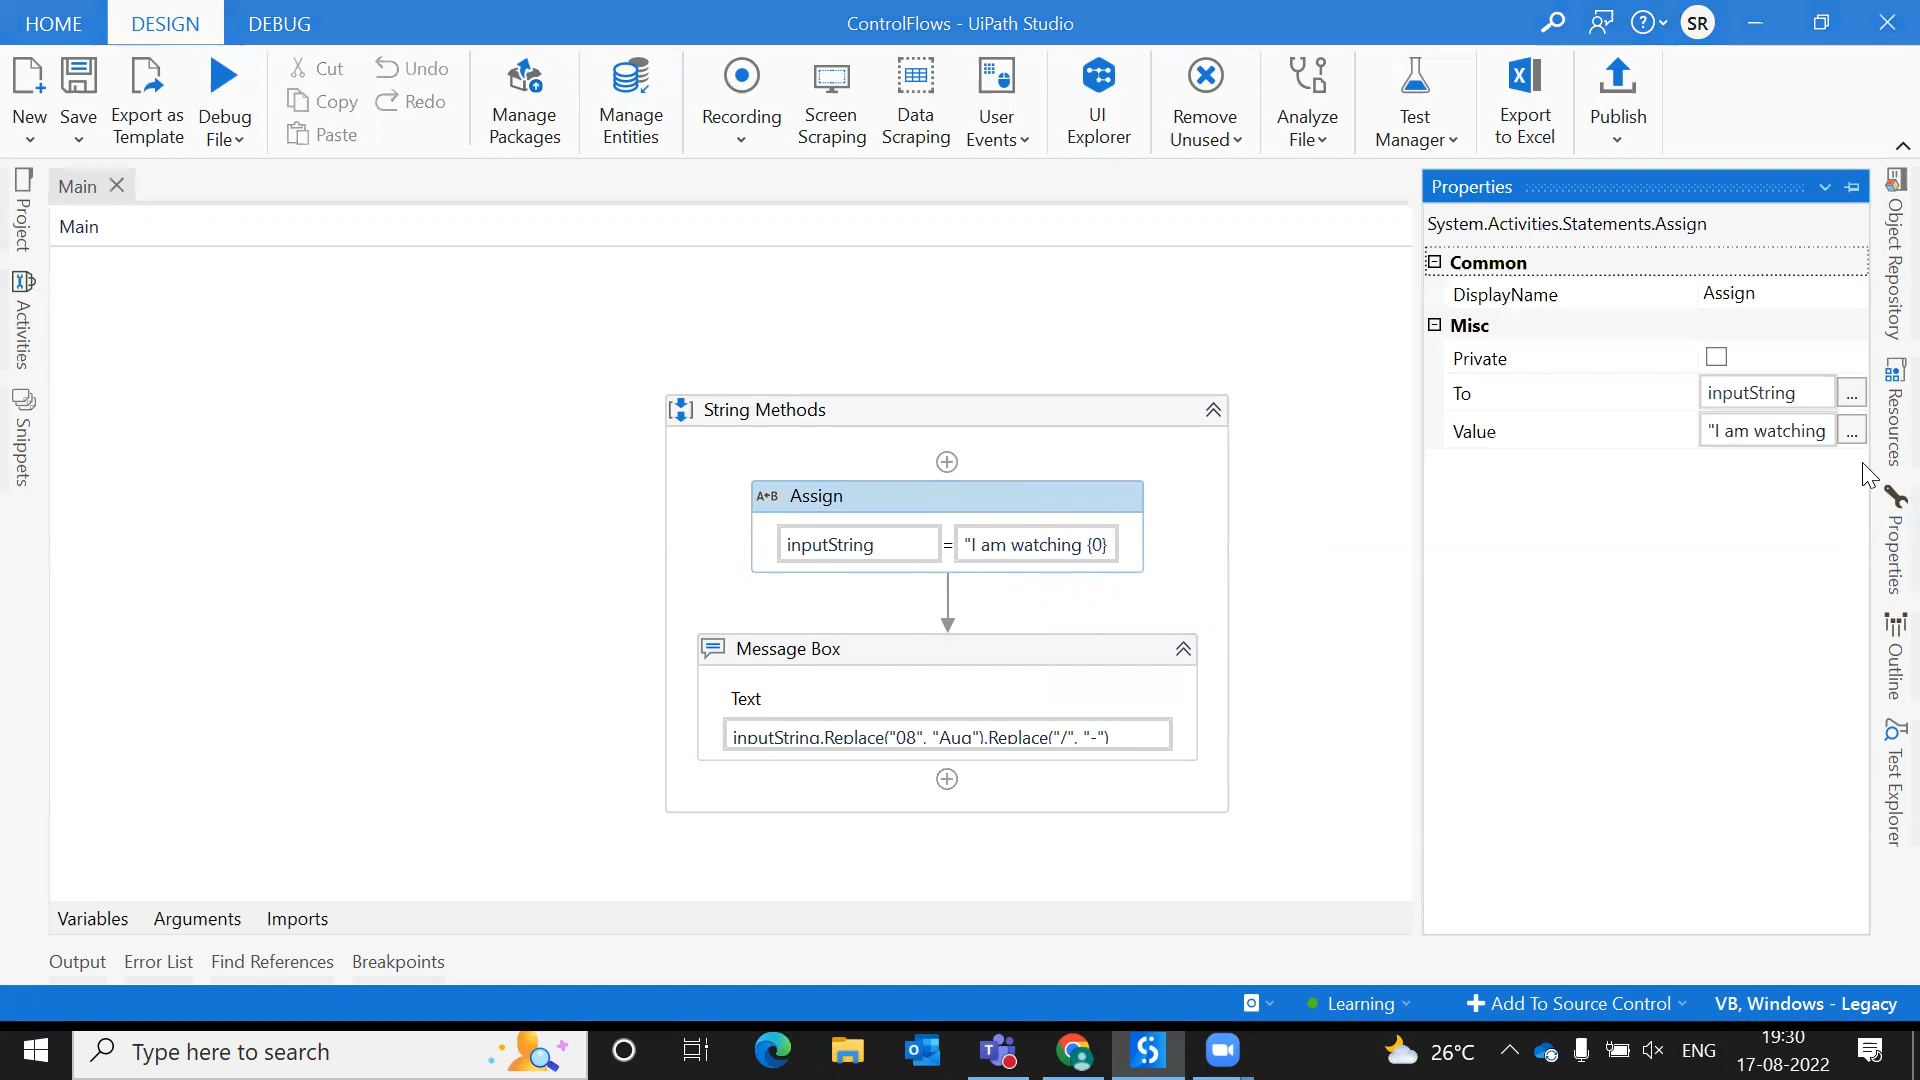 HOME DESIGN DEBUG ControlFlows - UiPath Studio SR
New Save Export as Template Debug File
Cut Copy Paste Undo Redo
Manage Packages Manage Entities Recording Screen Scraping Data Scraping User Events UI Explorer Remove Unused Analyze File Test Manager Export to Excel Publish
Project
Activities
Snippets
Main
Main
String Methods
A B Assign
inputString = "I am watching {0}
Message Box
Text
inputString.Replace("08", "Aug").Replace("/", "-")
Properties
System.Activities.Statements.Assign
Common
DisplayName Assign
Misc
Private
To inputString ...
Value "I am watching ...
Object Repository
Resources
Properties
Outline
Test Explorer
Variables Arguments Imports
Output Error List Find References Breakpoints
Learning Add To Source Control VB, Windows - Legacy
Type here to search
26°C ENG
19:30
17-08-2022